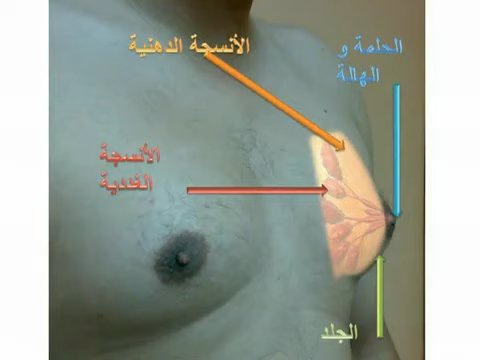 الأنسجة الدهنية
الحلمة و
الهالة
الأنسجة
الغددية
الجلد